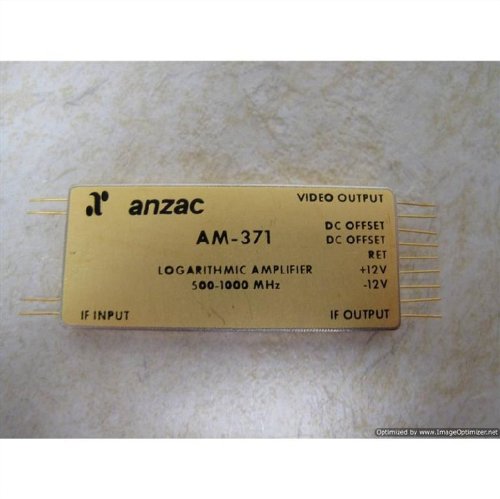 anzac
AM-371
LOGARITHMIC AMPLIFIER
500-1000 MHz
IF INPUT
VIDEO OUTPUT
DC OFFSET
DC OFFSET
RET
+12V
-12V
IF OUTPUT
Optimized by www.ImageOptimizer.net